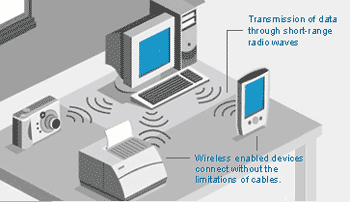 Transmission of data
through short-range
radio waves
Wireless enabled devices
connect without the
limitations of cables.